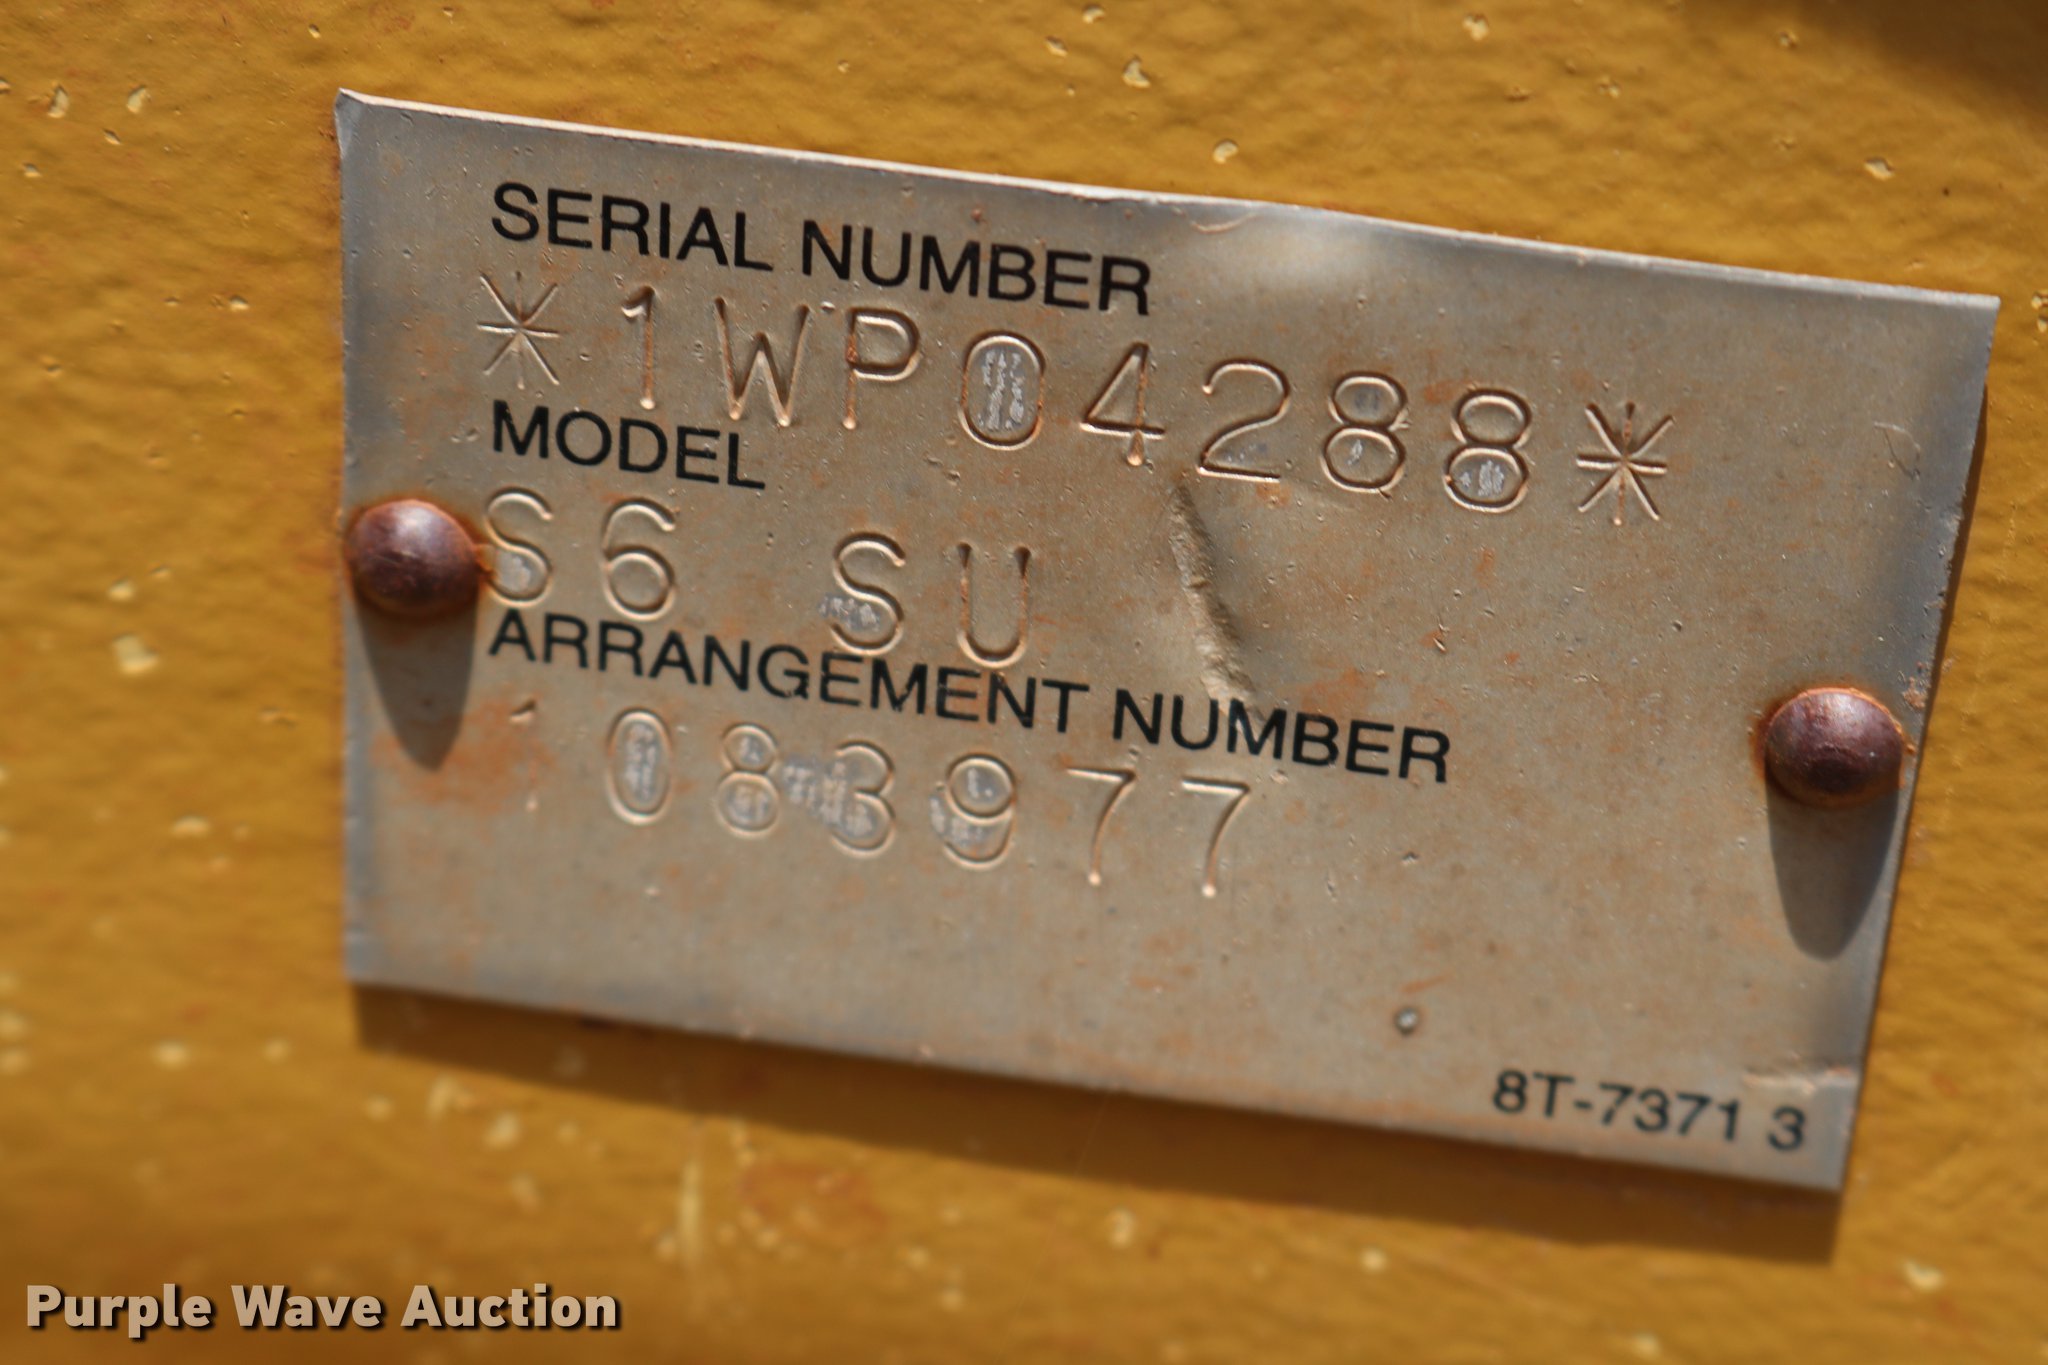 SERIAL NUMBER
*1WP04288*
MODEL
S6 SU
ARRANGEMENT NUMBER
1083977
8T-7371 3
Purple Wave Auction